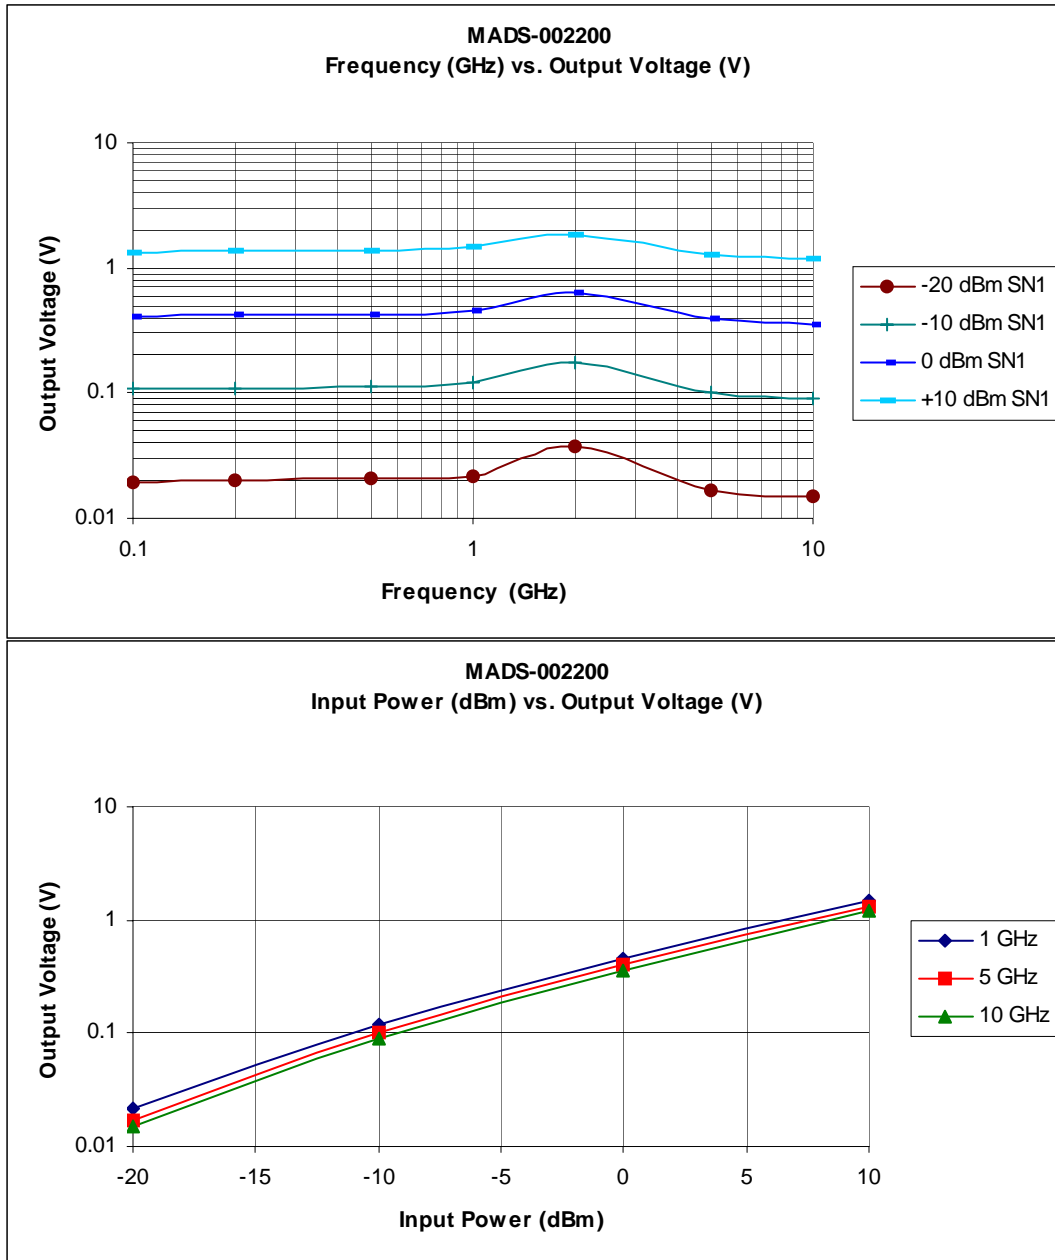 MADS-002200
Frequency (GHz) vs. Output Voltage (V)
10
1
0.1
0.01
Output Voltage (V)
0.1 1 10
Frequency (GHz)
-20 dBm SN1
-10 dBm SN1
0 dBm SN1
+10 dBm SN1
MADS-002200
Input Power (dBm) vs. Output Voltage (V)
10
1
0.1
0.01
Output Voltage (V)
-20 -15 -10 -5 0 5 10
Input Power (dBm)
1 GHz
5 GHz
10 GHz